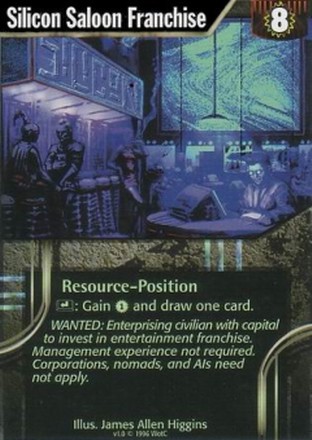 Silicon Saloon Franchise
8
SILICON
Resource-Position
: Gain 1 and draw one card.
WANTED: Enterprising civilian with capital
to invest in entertainment franchise.
Management experience not required.
Corporations, nomads, and AIs need
not apply.
Illus. James Allen Higgins
v1.0 © 1996 WotC